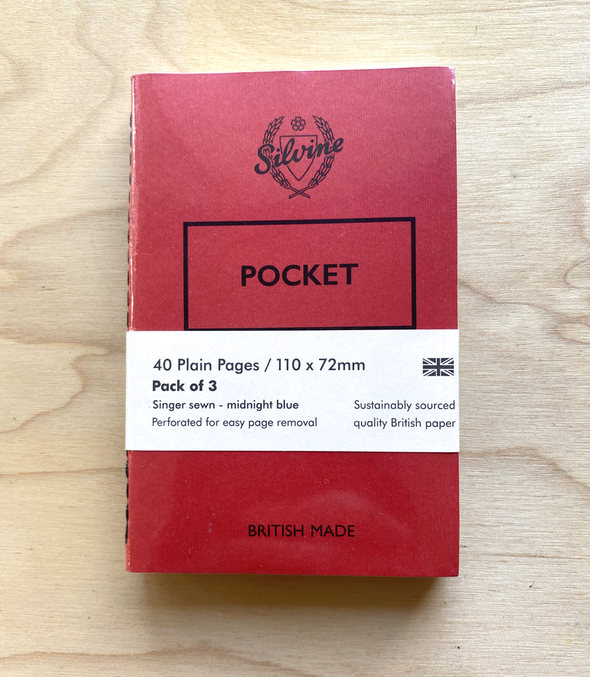 Silvine
POCKET
40 Plain Pages / 110 x 72mm
Pack of 3
Singer sewn - midnight blue
Perforated for easy page removal
Sustainably sourced
quality British paper
BRITISH MADE